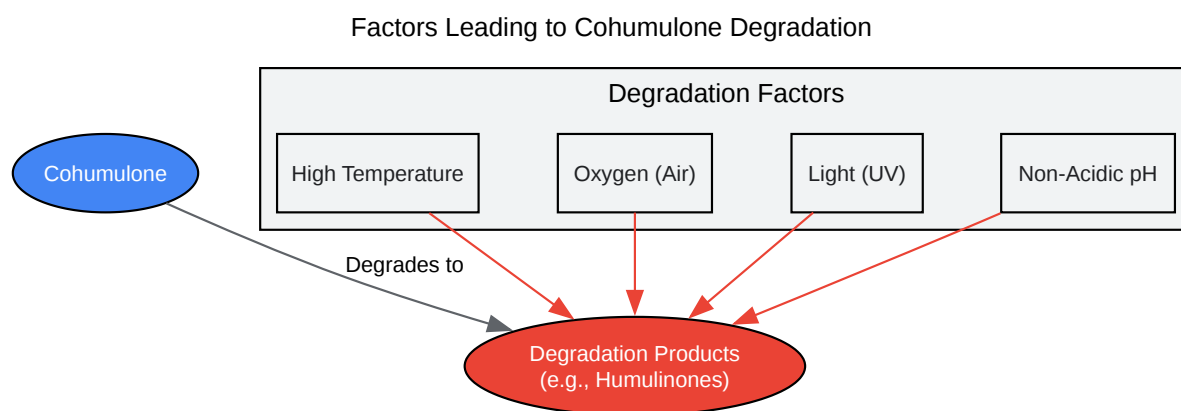 Factors Leading to Cohumulone Degradation
Degradation Factors
Cohumulone
High Temperature
Oxygen (Air)
Light (UV)
Non-Acidic pH
Degrades to
Degradation Products
(e.g., Humulinones)